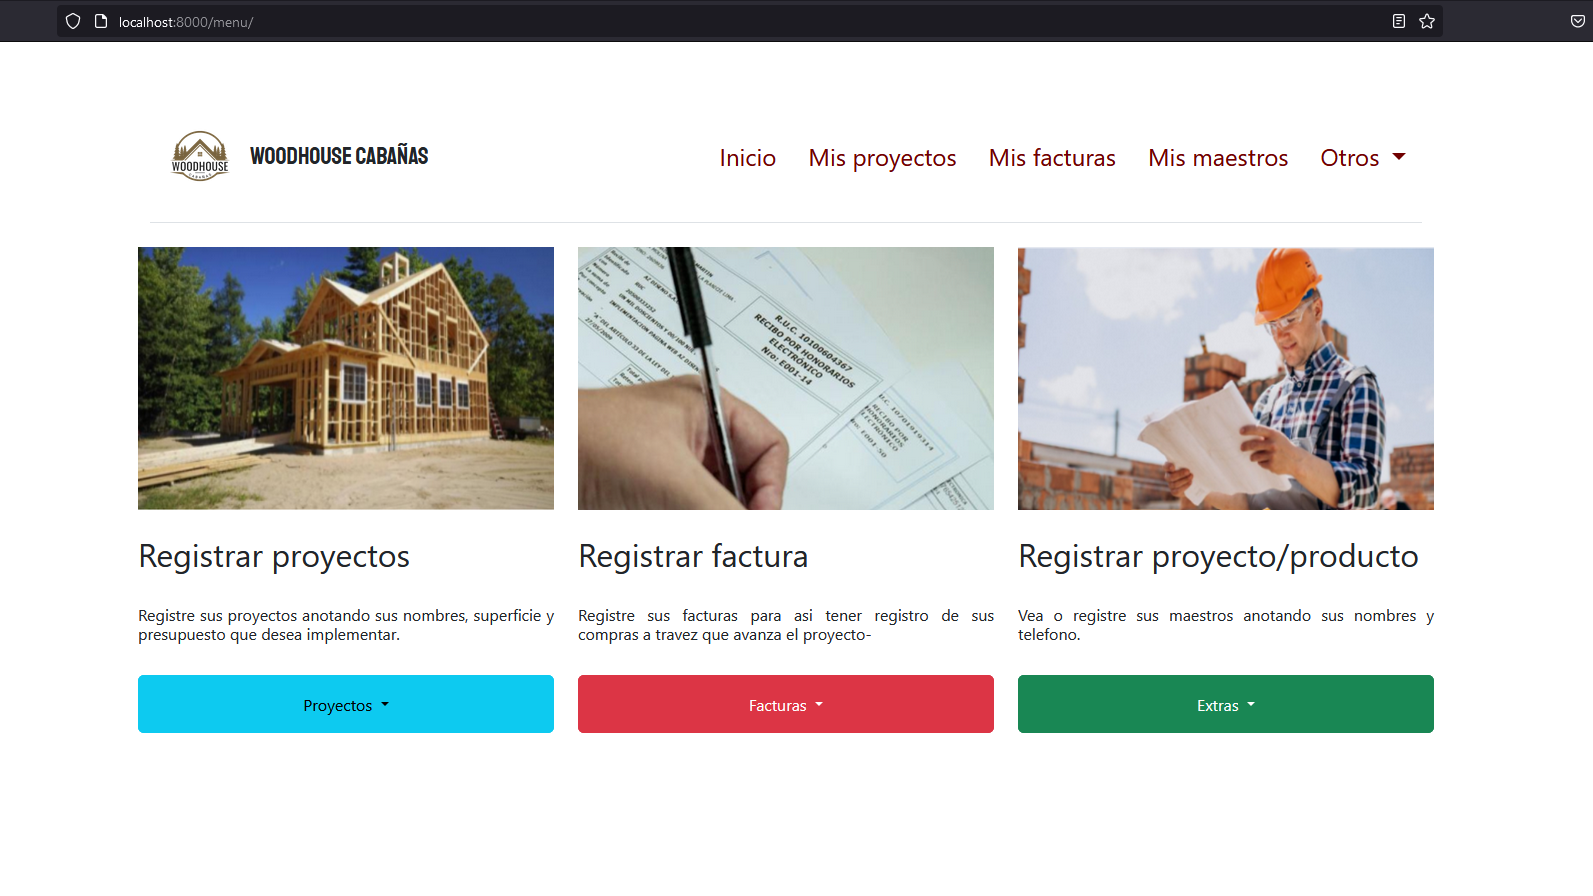 localhost:8000/menu/
WOODHOUSE
CABAÑAS
WOODHOUSE CABAÑAS
Inicio
Mis proyectos
Mis facturas
Mis maestros
Otros
R.U.C. 10100604367
RECIBO POR HONORARIOS
ELECTRÓNICO
Nro: E001-14
Registrar proyectos
Registrar factura
Registrar proyecto/producto
Registre sus proyectos anotando sus nombres, superficie y
presupuesto que desea implementar.
Registre sus facturas para asi tener registro de sus
compras a travez que avanza el proyecto-
Vea o registre sus maestros anotando sus nombres y
telefono.
Proyectos
Facturas
Extras